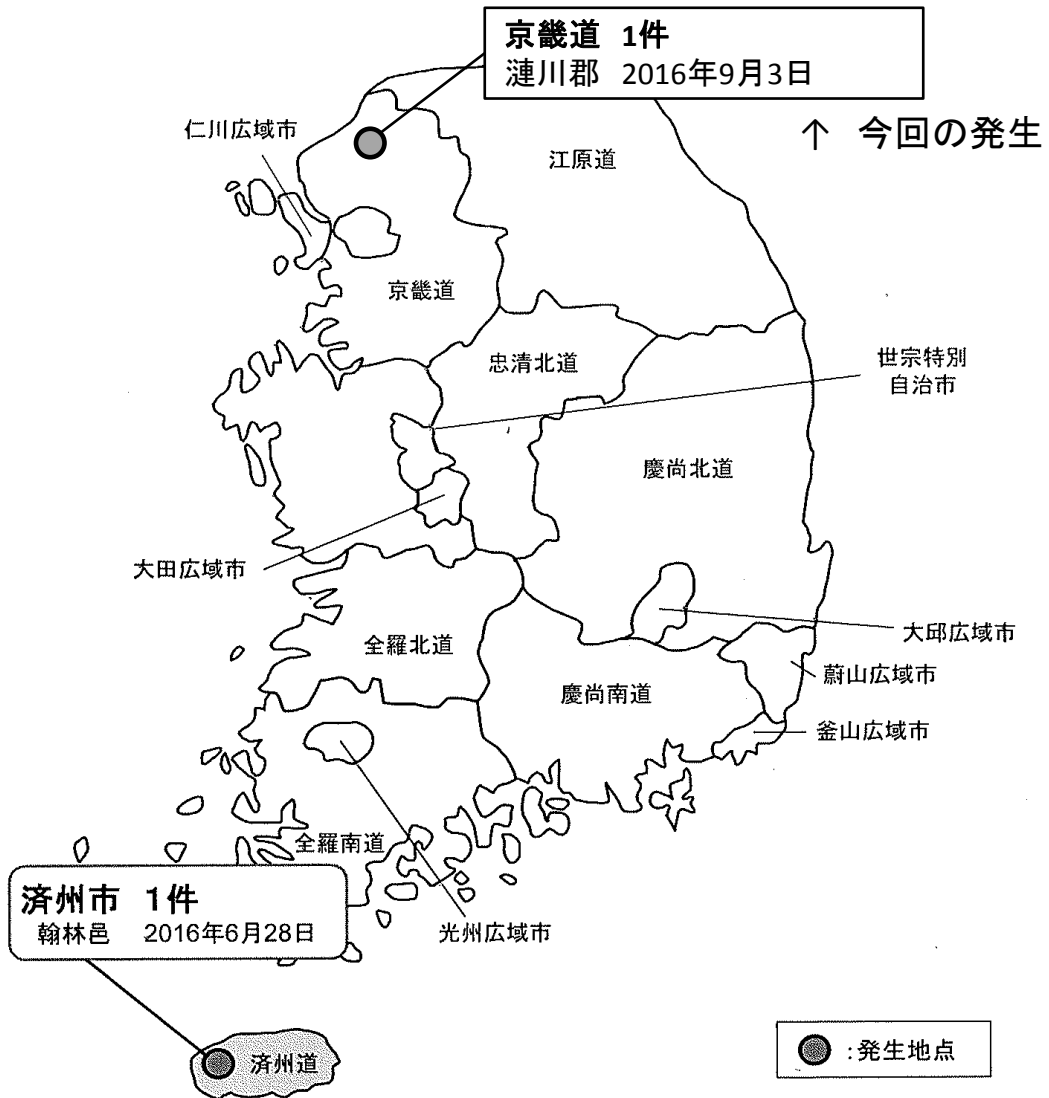 京畿道 1件
漣川郡 2016年9月3日
↑ 今回の発生
仁川広域市
江原道
京畿道
忠清北道
世宗特別
自治市
慶尚北道
大田広域市
大邱広域市
全羅北道
蔚山広域市
慶尚南道
釜山広域市
全羅南道
済州市 1件
翰林邑 2016年6月28日
光州広域市
済州道
:発生地点